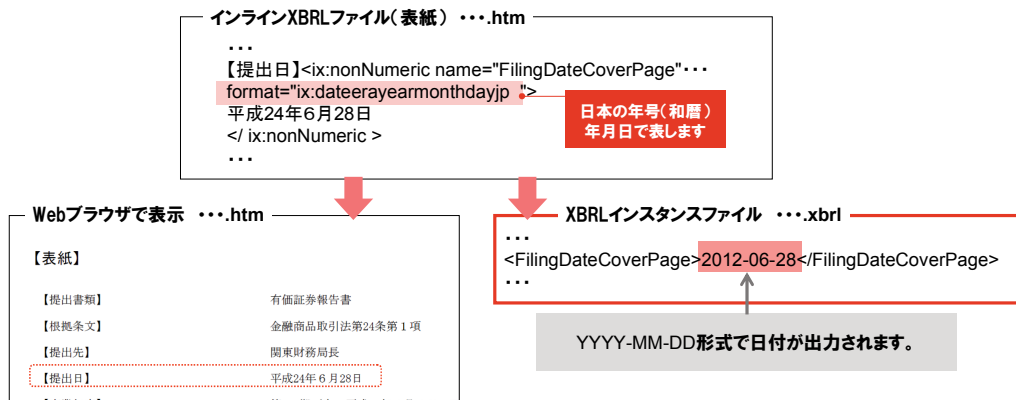 インラインXBRLファイル（表紙） ・・・.htm
・・・
【提出日】<ix:nonNumeric name="FilingDateCoverPage"・・・
format="ix:dateerayearmonthdayjp ">
平成24年6月28日
</ ix:nonNumeric >
・・・
日本の年号（和暦）
年月日で表します
Webブラウザで表示 ・・・.htm
【表紙】
【提出書類】 有価証券報告書
【根拠条文】 金融商品取引法第24条第１項
【提出先】 関東財務局長
【提出日】 平成24年６月28日
XBRLインスタンスファイル ・・・.xbrl
・・・
<FilingDateCoverPage>2012-06-28</FilingDateCoverPage>
・・・
YYYY-MM-DD形式で日付が出力されます。